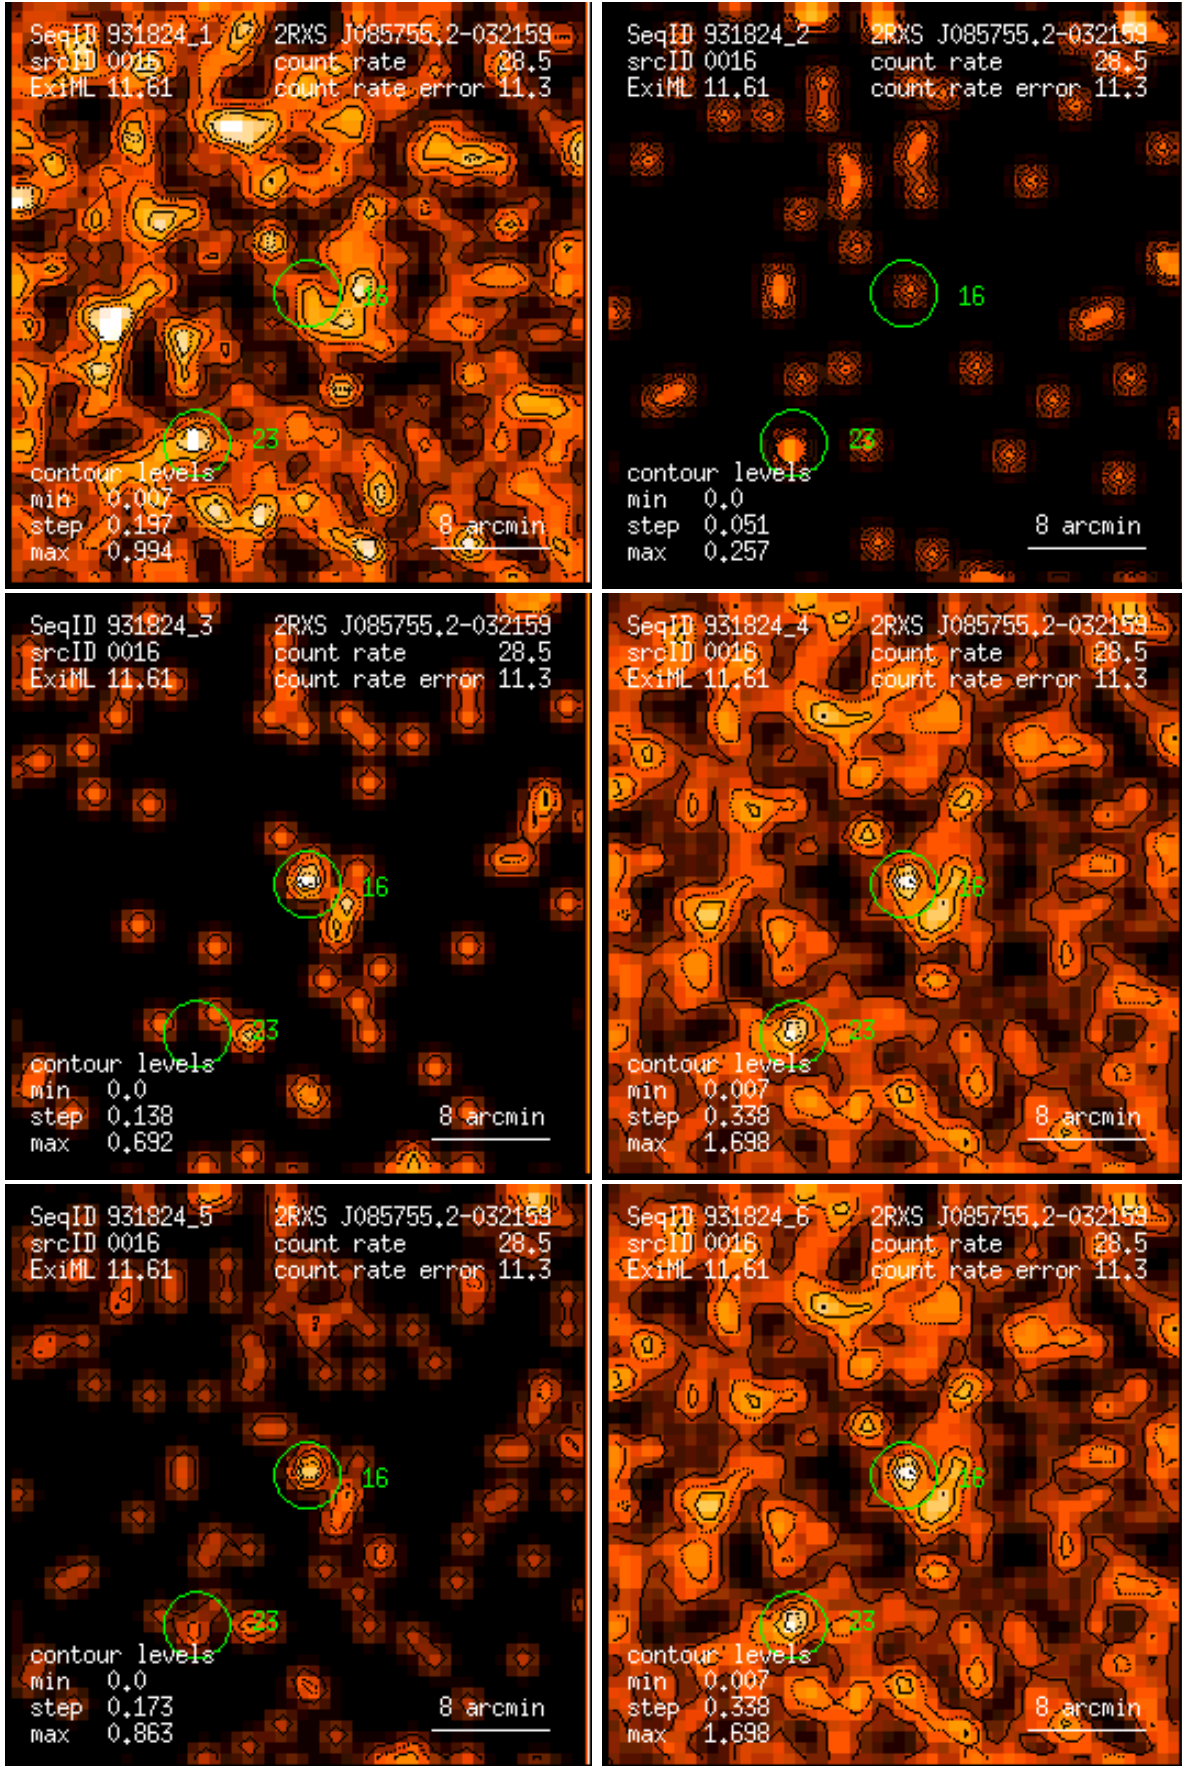 SeqID 931824_1 2RXS J085755.2-032159
srcID 0016 count rate 28.5
ExiML 11.61 count rate error 11.3
16
23
contour levels
min 0.007
step 0.197 8 arcmin
max 0.994
SeqID 931824_2 2RXS J085755.2-032159
srcID 0016 count rate 28.5
ExiML 11.61 count rate error 11.3
16
23
contour levels
min 0.0
step 0.051 8 arcmin
max 0.257
SeqID 931824_3 2RXS J085755.2-032159
srcID 0016 count rate 28.5
ExiML 11.61 count rate error 11.3
16
23
contour levels
min 0.0
step 0.138 8 arcmin
max 0.692
SeqID 931824_4 2RXS J085755.2-032159
srcID 0016 count rate 28.5
ExiML 11.61 count rate error 11.3
16
23
contour levels
min 0.007
step 0.338 8 arcmin
max 1.698
SeqID 931824_5 2RXS J085755.2-032159
srcID 0016 count rate 28.5
ExiML 11.61 count rate error 11.3
16
23
contour levels
min 0.0
step 0.173 8 arcmin
max 0.863
SeqID 931824_6 2RXS J085755.2-032159
srcID 0016 count rate 28.5
ExiML 11.61 count rate error 11.3
16
23
contour levels
min 0.007
step 0.338 8 arcmin
max 1.698